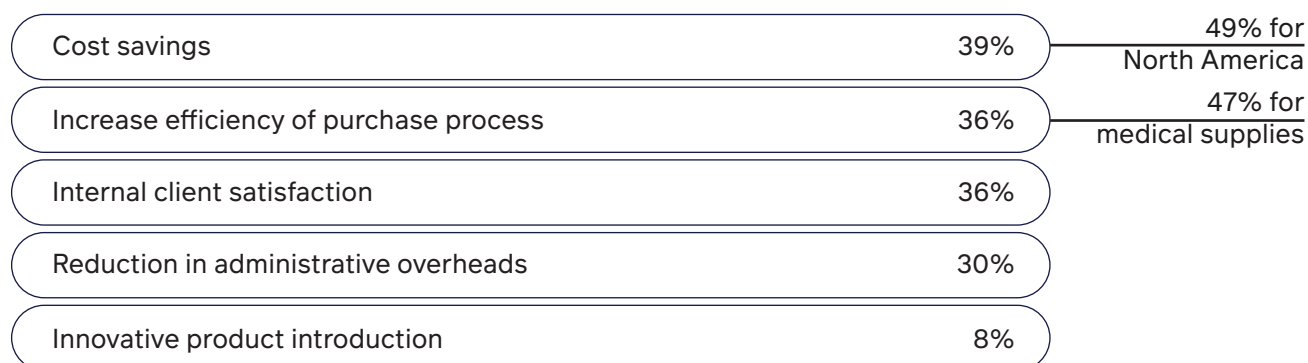 Cost savings 39%
49% for
North America
Increase efficiency of purchase process 36%
47% for
medical supplies
Internal client satisfaction 36%
Reduction in administrative overheads 30%
Innovative product introduction 8%